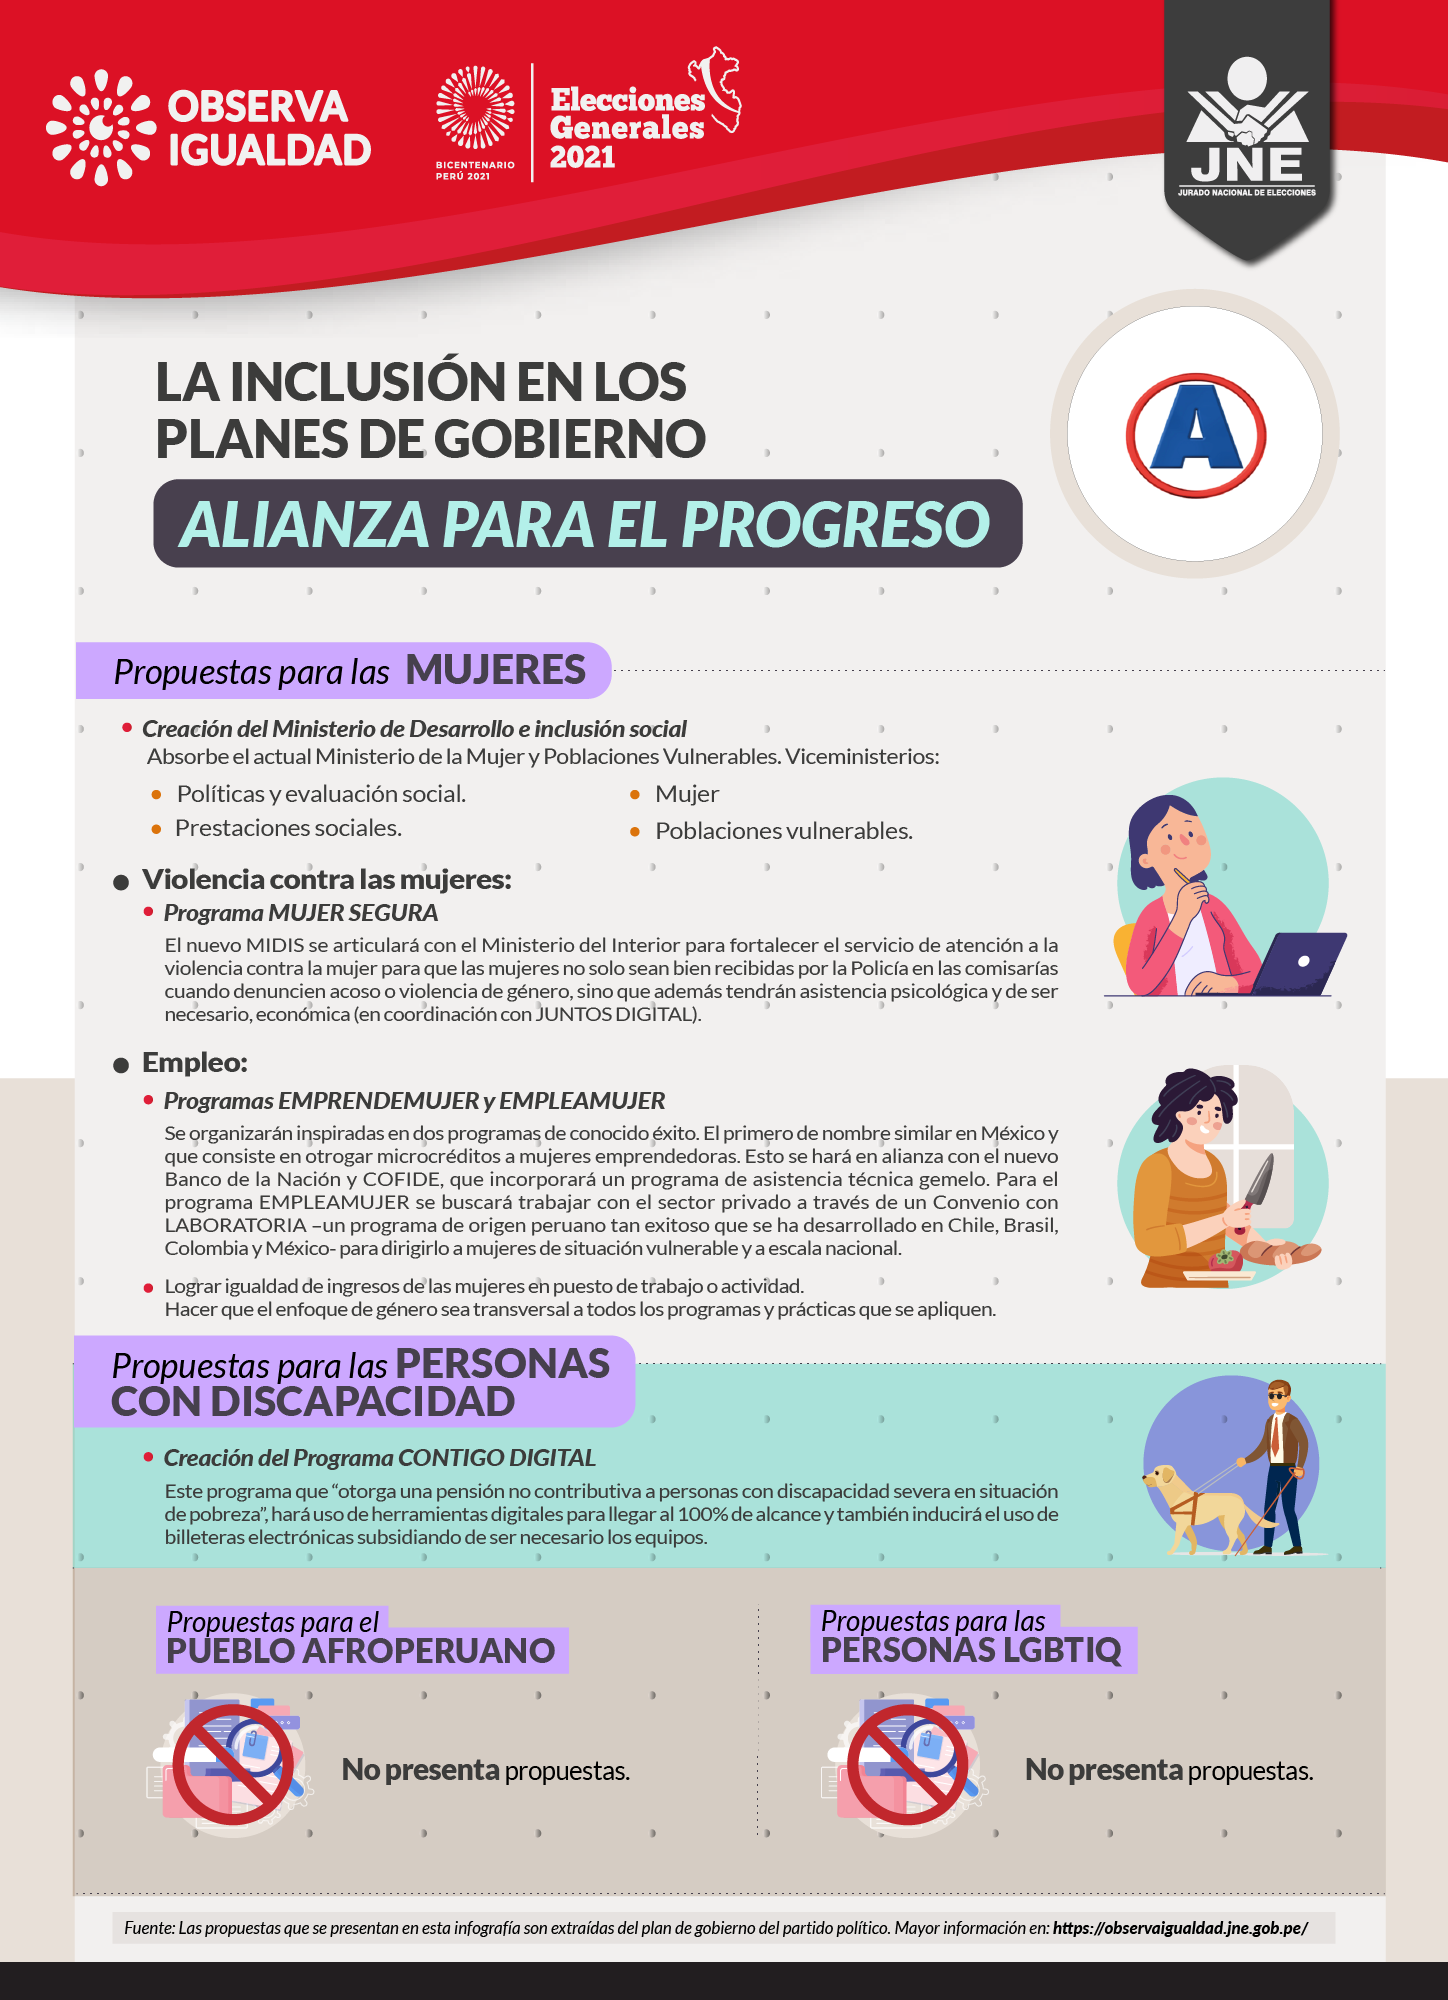 OBSERVA
IGUALDAD
BICENTENARIO
PERÚ 2021
Elecciones
Generales
2021
JNE
JURADO NACIONAL DE ELECCIONES
LA INCLUSIÓN EN LOS
PLANES DE GOBIERNO
ALIANZA PARA EL PROGRESO
A
Propuestas para las MUJERES
• Creación del Ministerio de Desarrollo e inclusión social
Absorbe el actual Ministerio de la Mujer y Poblaciones Vulnerables. Viceministerios:
• Políticas y evaluación social.
• Prestaciones sociales.
• Mujer
• Poblaciones vulnerables.
• Violencia contra las mujeres:
• Programa MUJER SEGURA
El nuevo MIDIS se articulará con el Ministerio del Interior para fortalecer el servicio de atención a la
violencia contra la mujer para que las mujeres no solo sean bien recibidas por la Policía en las comisarías
cuando denuncien acoso o violencia de género, sino que además tendrán asistencia psicológica y de ser
necesario, económica (en coordinación con JUNTOS DIGITAL).
• Empleo:
• Programas EMPRENDEMUJER y EMPLEAMUJER
Se organizarán inspiradas en dos programas de conocido éxito. El primero de nombre similar en México y
que consiste en otrogar microcréditos a mujeres emprendedoras. Esto se hará en alianza con el nuevo
Banco de la Nación y COFIDE, que incorporará un programa de asistencia técnica gemelo. Para el
programa EMPLEAMUJER se buscará trabajar con el sector privado a través de un Convenio con
LABORATORIA –un programa de origen peruano tan exitoso que se ha desarrollado en Chile, Brasil,
Colombia y México- para dirigirlo a mujeres de situación vulnerable y a escala nacional.
• Lograr igualdad de ingresos de las mujeres en puesto de trabajo o actividad.
Hacer que el enfoque de género sea transversal a todos los programas y prácticas que se apliquen.
Propuestas para las PERSONAS
CON DISCAPACIDAD
• Creación del Programa CONTIGO DIGITAL
Este programa que “otorga una pensión no contributiva a personas con discapacidad severa en situación
de pobreza”, hará uso de herramientas digitales para llegar al 100% de alcance y también inducirá el uso de
billeteras electrónicas subsidiando de ser necesario los equipos.
Propuestas para el
PUEBLO AFROPERUANO
No presenta propuestas.
Propuestas para las
PERSONAS LGBTIQ
No presenta propuestas.
Fuente: Las propuestas que se presentan en esta infografía son extraídas del plan de gobierno del partido político. Mayor información en: https://observaigualdad.jne.gob.pe/